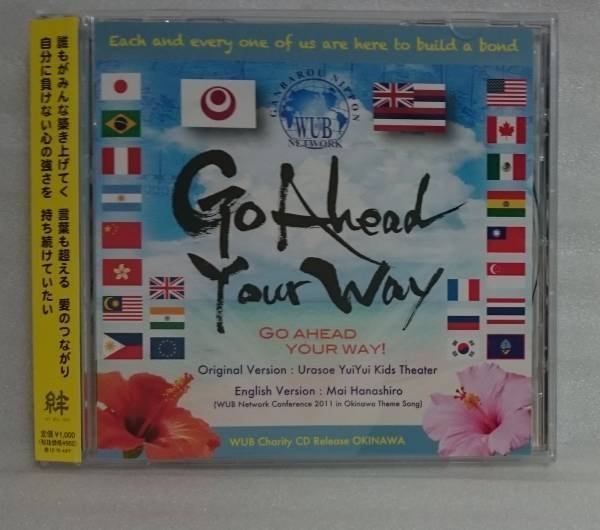 Each and every one of us are here to build a bond
GANBAROU NIPPON
WUB
NETWORK
Go Ahead
Your Way
GO AHEAD
YOUR WAY!
Original Version : Urasoe YuiYui Kids Theater
English Version : Mai Hanashiro
(WUB Network Conference 2011 in Okinawa Theme Song)
WUB Charity CD Release OKINAWA
誰もがみんな築き上げてく 言葉も超える 愛のつながり
自分に負けない心の強さを 持ち続けていたい
絆
定価¥1,000